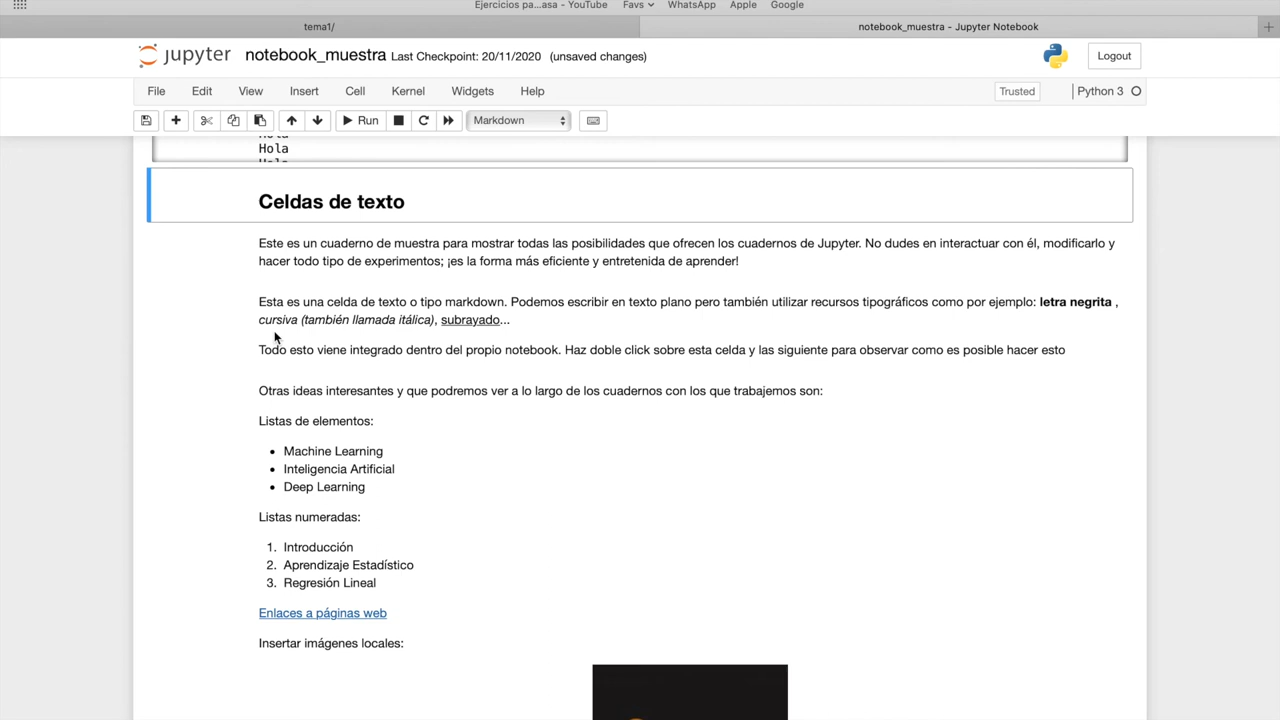 Ejercicios pa...asa - YouTube Favs WhatsApp Apple Google
tema1/ notebook_muestra - Jupyter Notebook
jupyter notebook_muestra Last Checkpoint: 20/11/2020 (unsaved changes) Logout
File Edit View Insert Cell Kernel Widgets Help Trusted Python 3
Run Markdown
Hola
Hola
Hola
Celdas de texto
Este es un cuaderno de muestra para mostrar todas las posibilidades que ofrecen los cuadernos de Jupyter. No dudes en interactuar con él, modificarlo y
hacer todo tipo de experimentos; ¡es la forma más eficiente y entretenida de aprender!
Esta es una celda de texto o tipo markdown. Podemos escribir en texto plano pero también utilizar recursos tipográficos como por ejemplo: letra negrita ,
cursiva (también llamada itálica), subrayado...
Todo esto viene integrado dentro del propio notebook. Haz doble click sobre esta celda y las siguiente para observar como es posible hacer esto
Otras ideas interesantes y que podremos ver a lo largo de los cuadernos con los que trabajemos son:
Listas de elementos:
• Machine Learning
• Inteligencia Artificial
• Deep Learning
Listas numeradas:
1. Introducción
2. Aprendizaje Estadístico
3. Regresión Lineal
Enlaces a páginas web
Insertar imágenes locales: